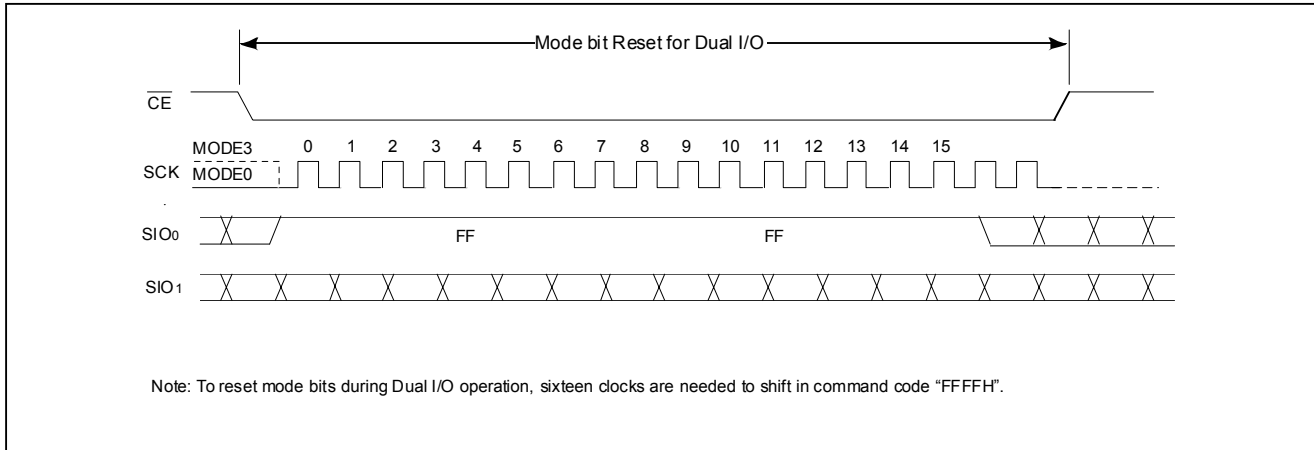 Mode bit Reset for Dual I/O
CE
MODE3 0 1 2 3 4 5 6 7 8 9 10 11 12 13 14 15
SCK MODE0
SIO0 FF FF
SIO1
Note: To reset mode bits during Dual I/O operation, sixteen clocks are needed to shift in command code “FFFFH”.